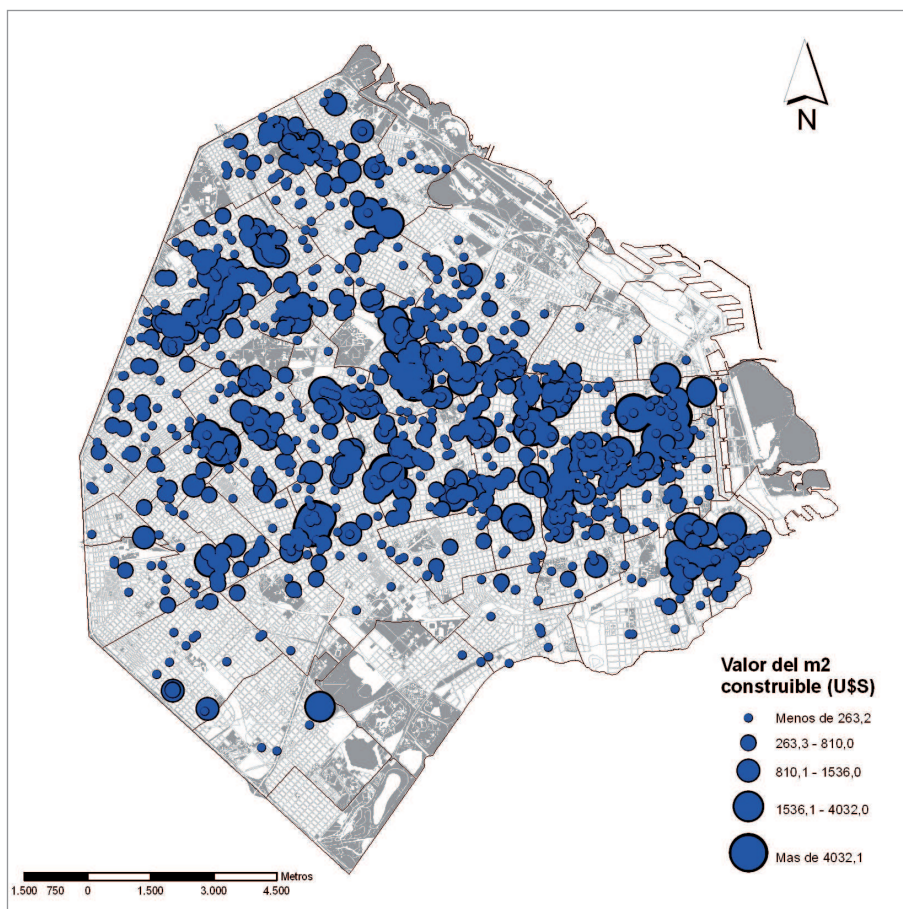 N
Valor del m2
construible (U$S)
Menos de 263,2
263,3 - 810,0
810,1 - 1536,0
1536,1 - 4032,0
Mas de 4032,1
Metros
1.500 750 0 1.500 3.000 4.500